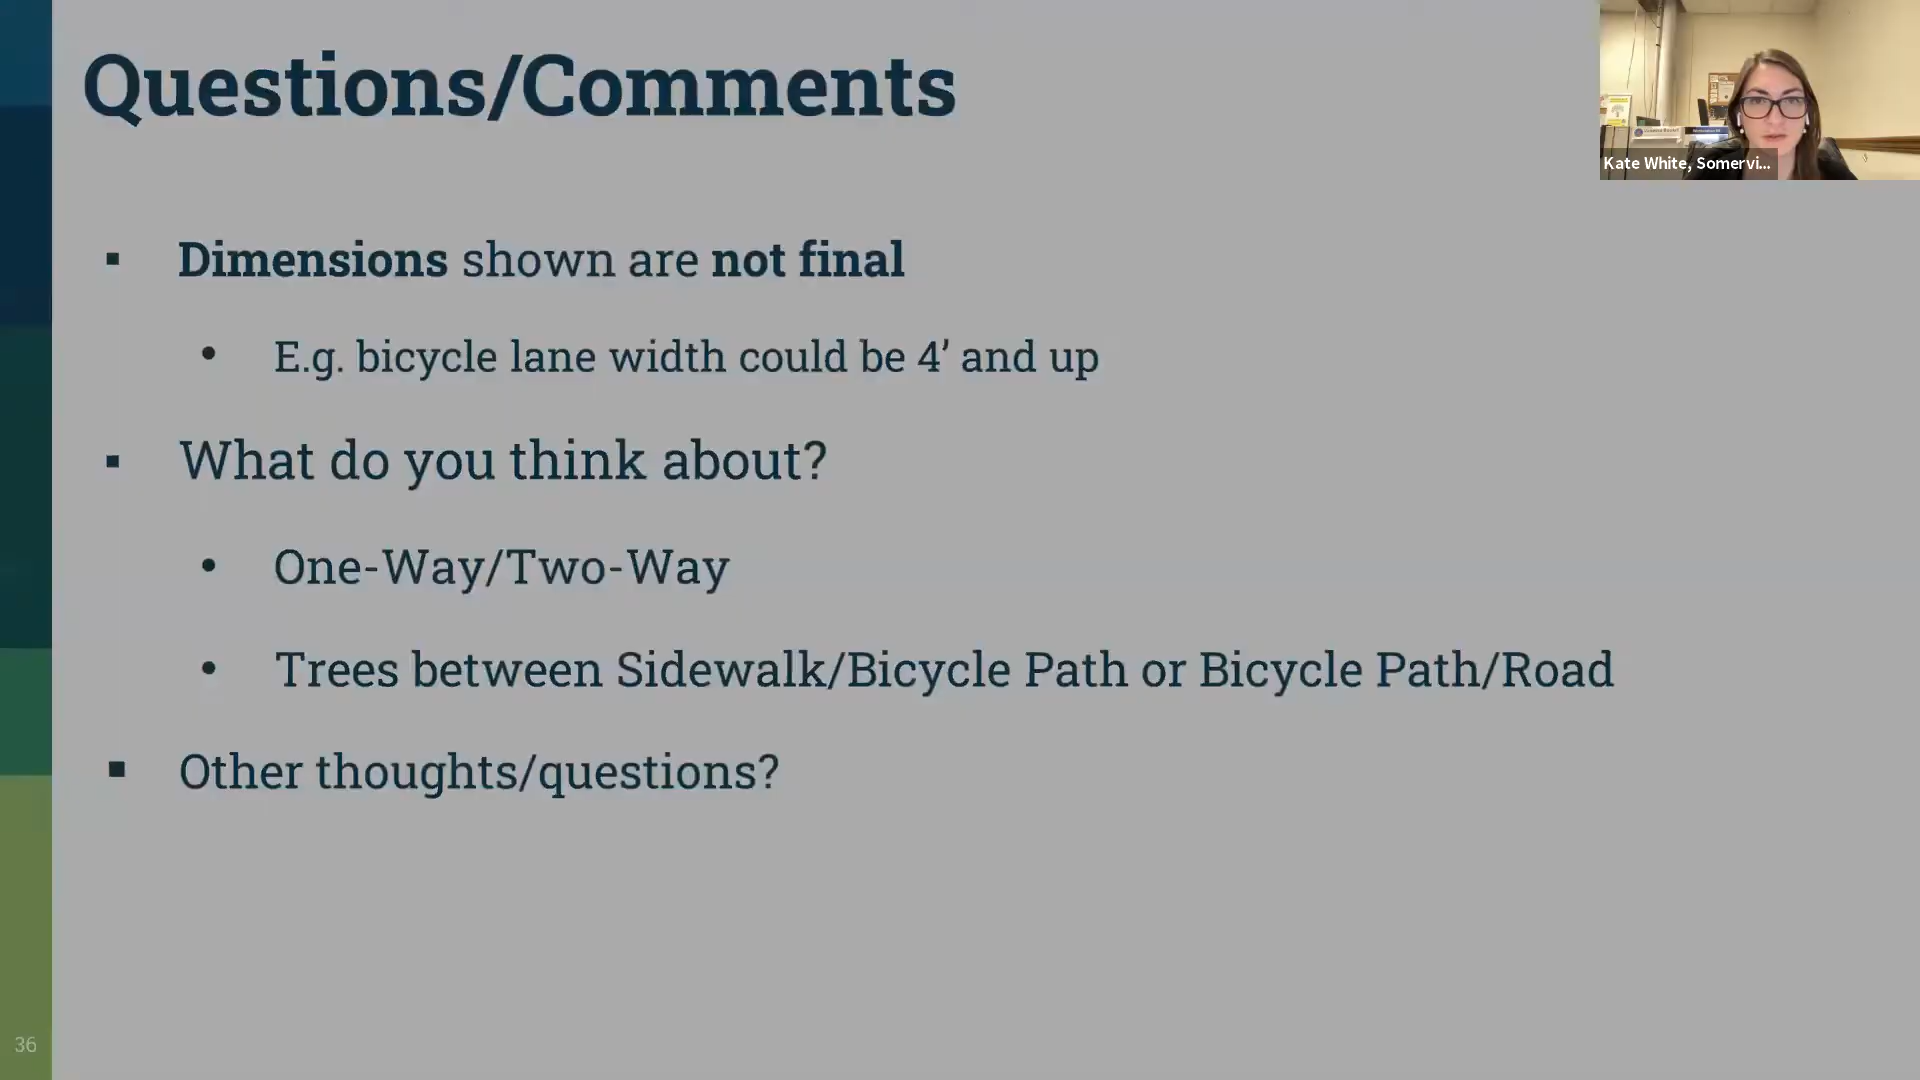 Questions/Comments
Kate White, Somervi...
▪ Dimensions shown are not final
• E.g. bicycle lane width could be 4’ and up
▪ What do you think about?
• One-Way/Two-Way
• Trees between Sidewalk/Bicycle Path or Bicycle Path/Road
▪ Other thoughts/questions?
36